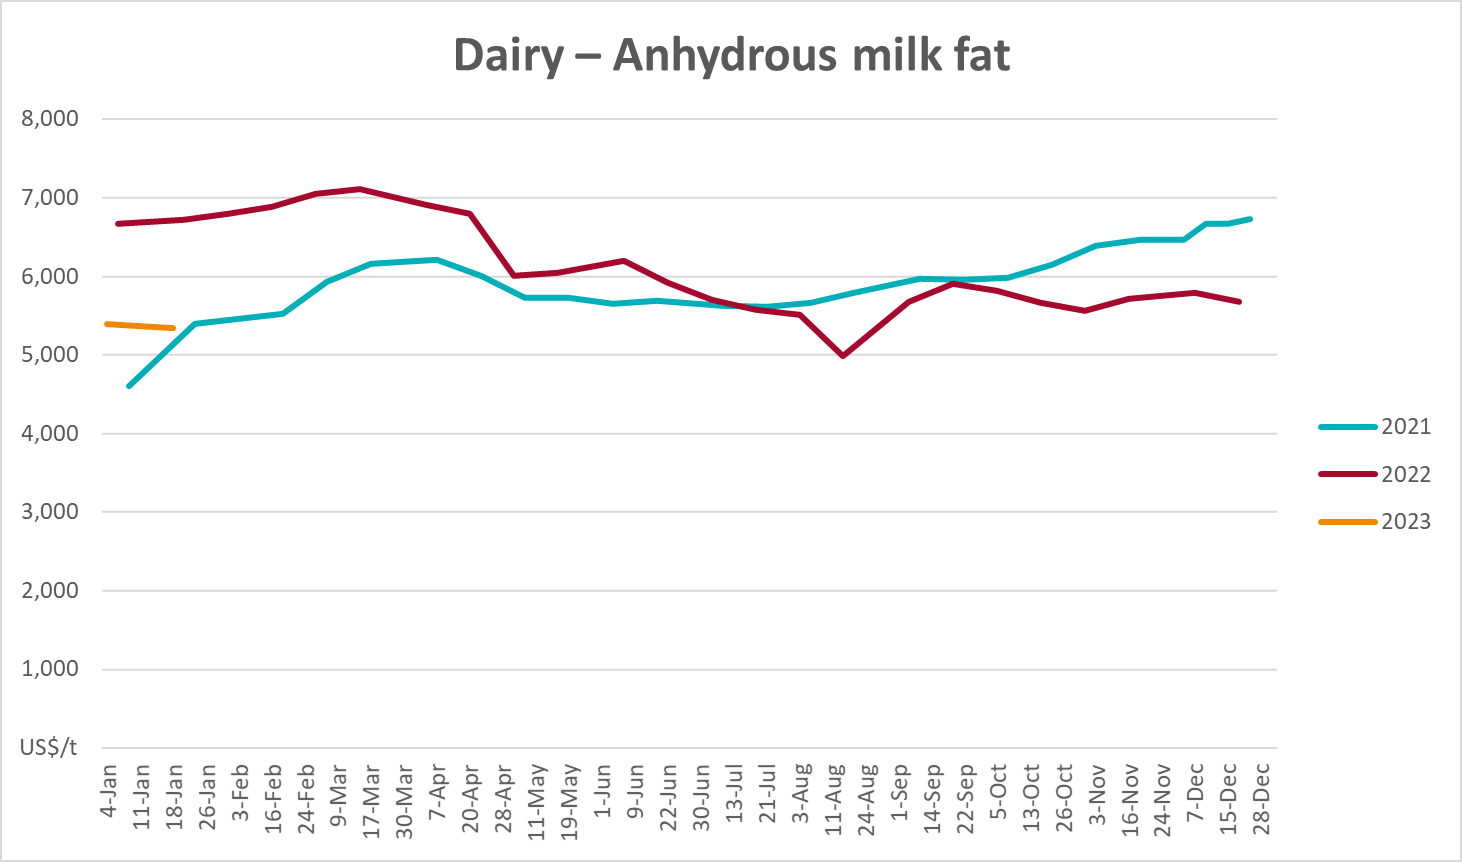 Dairy – Anhydrous milk fat
8,000
7,000
6,000
5,000
4,000
3,000
2,000
1,000
US$/t
4-Jan
11-Jan
18-Jan
26-Jan
3-Feb
16-Feb
24-Feb
9-Mar
17-Mar
30-Mar
7-Apr
20-Apr
28-Apr
11-May
19-May
1-Jun
9-Jun
22-Jun
30-Jun
13-Jul
21-Jul
3-Aug
11-Aug
24-Aug
1-Sep
14-Sep
22-Sep
5-Oct
13-Oct
26-Oct
3-Nov
16-Nov
24-Nov
7-Dec
15-Dec
28-Dec
2021
2022
2023